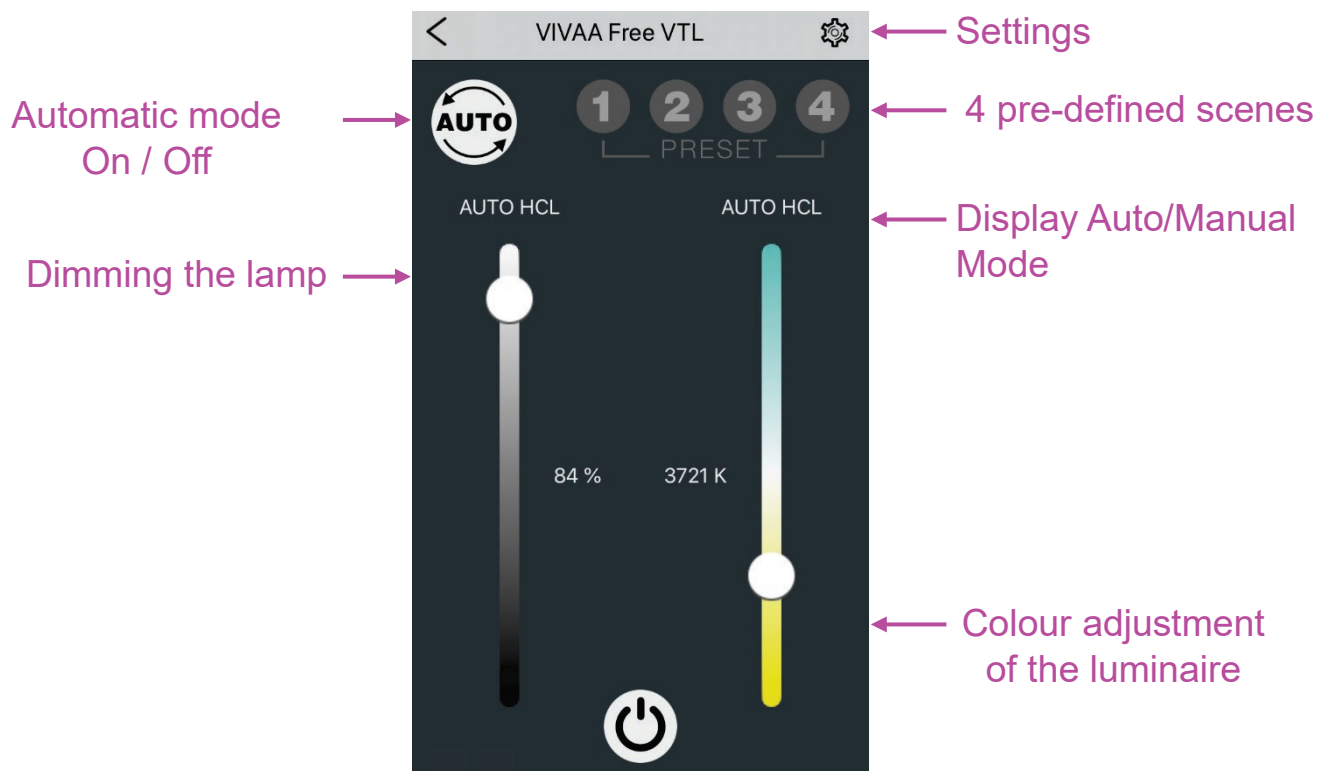 VIVAA Free VTL
Settings
Automatic mode
On / Off
AUTO
1 2 3 4
PRESET
4 pre-defined scenes
AUTO HCL
AUTO HCL
Display Auto/Manual
Mode
Dimming the lamp
84 %
3721 K
Colour adjustment
of the luminaire